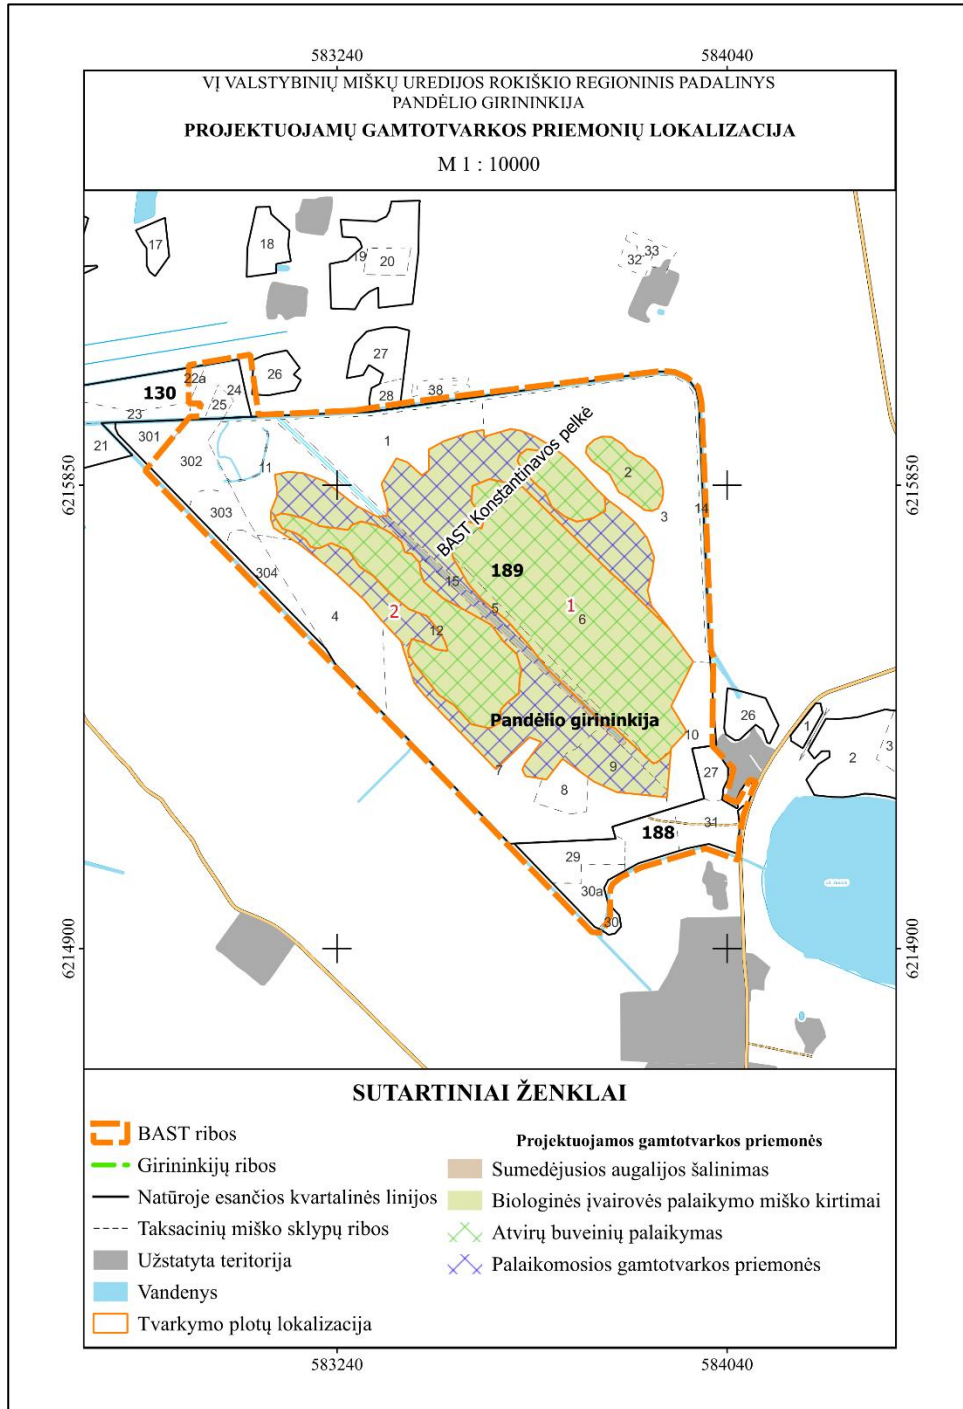 583240 584040
VĮ VALSTYBINIŲ MIŠKŲ UREDIJOS ROKIŠKIO REGIONINIS PADALINYS
PANDĖLIO GIRININKIJA
PROJEKTUOJAMŲ GAMTOTVARKOS PRIEMONIŲ LOKALIZACIJA
M 1 : 10000
17
18
19
20
32
33
27
26
22a
24
130
25
28
38
23
21
301
1
302
11
BAST Konstantinavos pelkė
2
6215850
6215850
303
3
14
304
15
189
5
1
6
4
2
12
Pandėlio girininkija
7
8
9
10
26
27
1
2
3
31
188
29
30a
30
6214900
6214900
SUTARTINIAI ŽENKLAI
BAST ribos
Girininkijų ribos
Natūroje esančios kvartalinės linijos
Taksacinių miško sklypų ribos
Užstatyta teritorija
Vandenys
Tvarkymo plotų lokalizacija
Projektuojamos gamtotvarkos priemonės
Sumedėjusios augalijos šalinimas
Biologinės įvairovės palaikymo miško kirtimai
Atvirų buveinių palaikymas
Palaikomosios gamtotvarkos priemonės
583240 584040